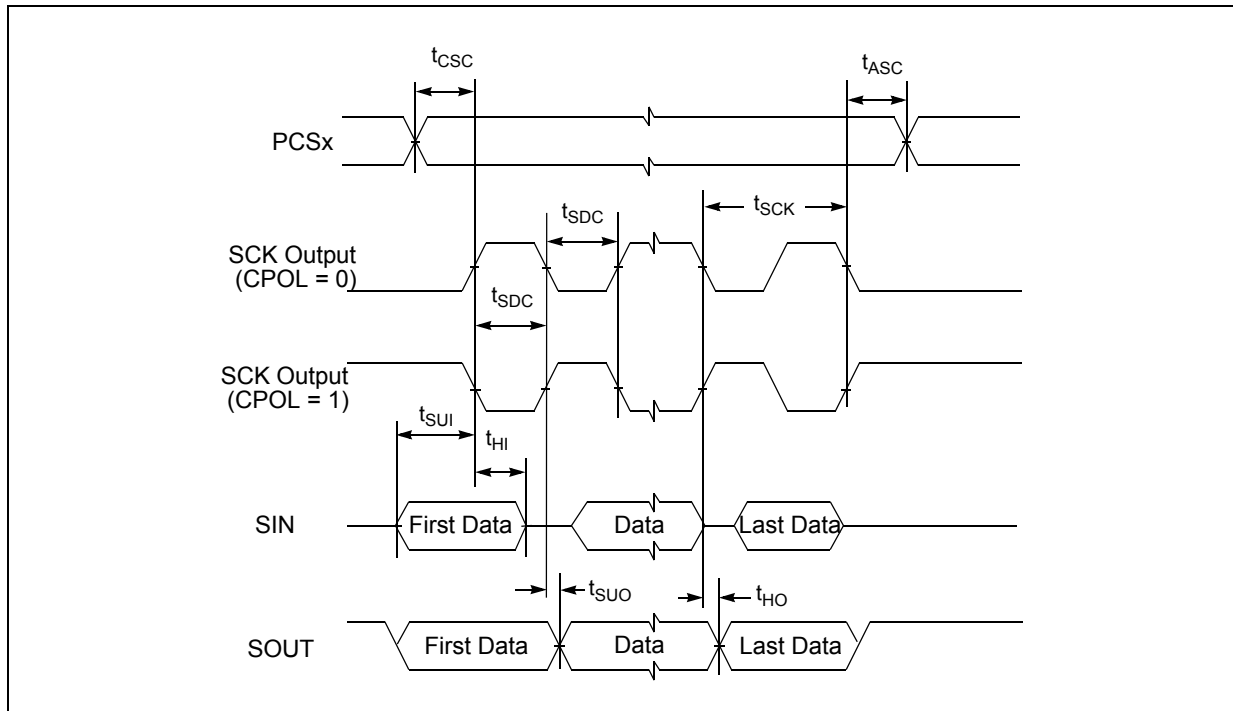 tCSC
tASC
PCSx
tSCK
tSDC
SCK Output
(CPOL = 0)
tSDC
SCK Output
(CPOL = 1)
tSUI
tHI
SIN
First Data
Data
Last Data
tSUO
tHO
SOUT
First Data
Data
Last Data